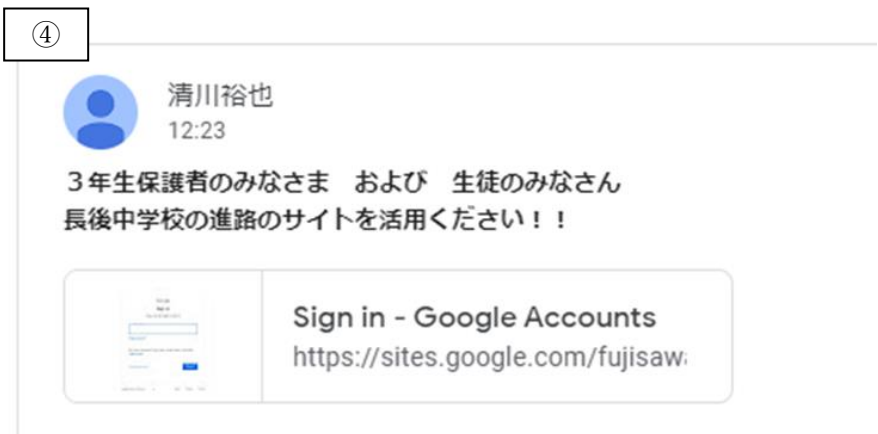 ④
清川裕也
12:23
３年生保護者のみなさま　および　生徒のみなさん
長後中学校の進路のサイトを活用ください！！
Sign in - Google Accounts
https://sites.google.com/fujisaw